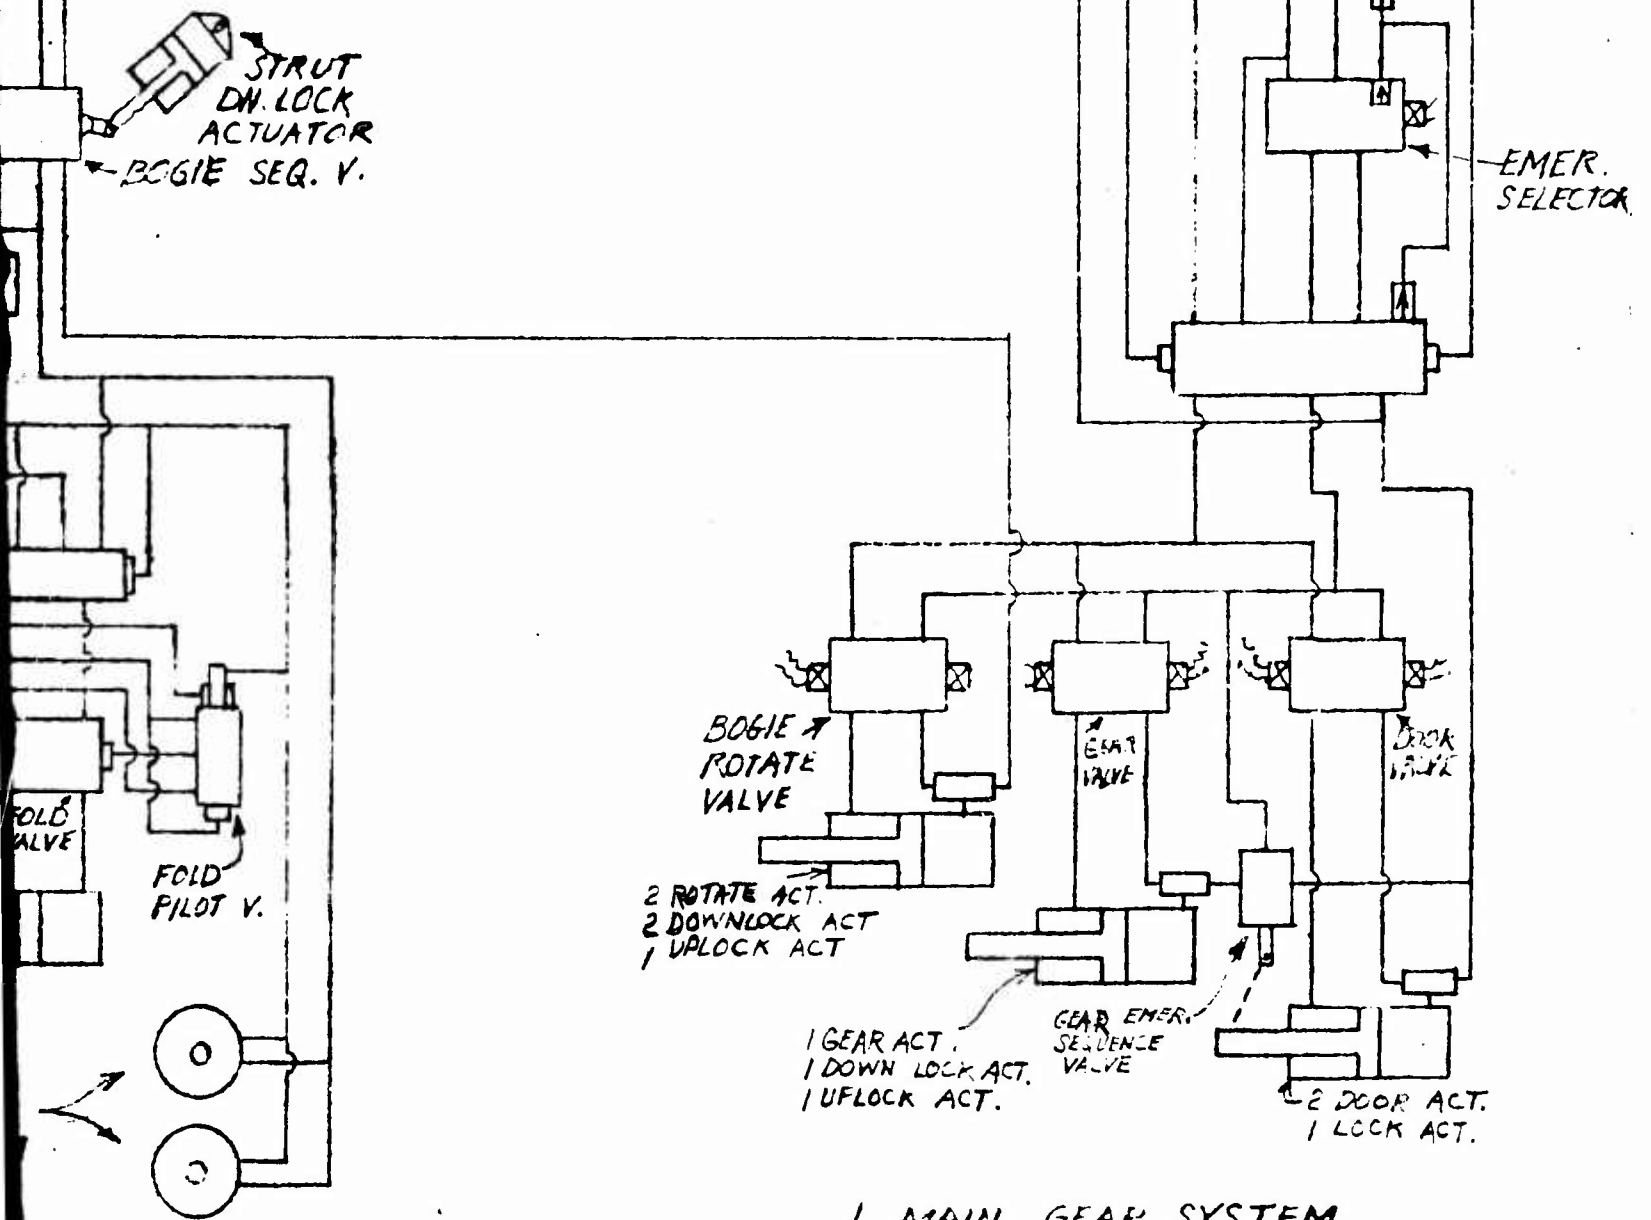 STRUT
DN. LOCK
ACTUATOR
BOGIE SEQ. V.
EMER.
SELECTOR
BOGIE
ROTATE
VALVE
GEAR
VALVE
DOOR
VALVE
FOLD
PILOT V.
2 ROTATE ACT.
2 DOWNLOCK ACT
1 UPLOCK ACT
GEAR EMER.
SEQUENCE
VALVE
1 GEAR ACT.
1 DOWN LOCK ACT.
1 UPLOCK ACT.
2 DOOR ACT.
1 LOCK ACT.
MAIN GEAR SYSTEM